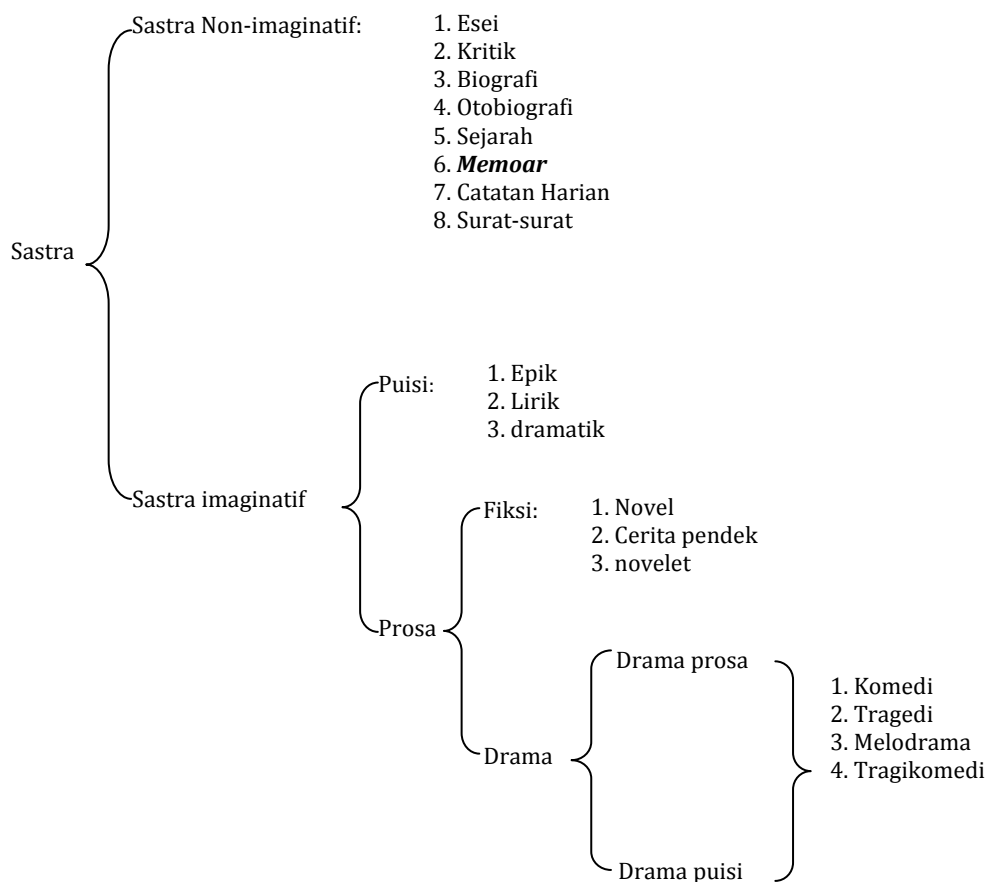 Sastra Non-imaginatif:
1. Esei
2. Kritik
3. Biografi
4. Otobiografi
5. Sejarah
6. Memoar
7. Catatan Harian
8. Surat-surat
Sastra
Puisi:
1. Epik
2. Lirik
3. dramatik
Sastra imaginatif
Fiksi:
1. Novel
2. Cerita pendek
3. novelet
Prosa
Drama prosa
1. Komedi
2. Tragedi
3. Melodrama
4. Tragikomedi
Drama
Drama puisi